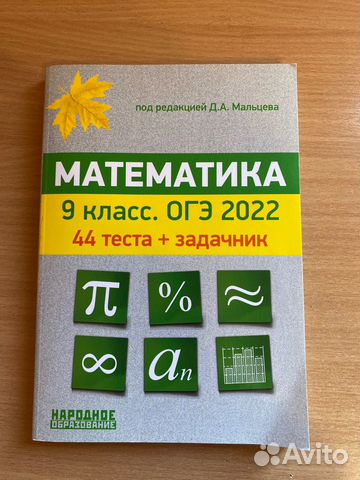 под редакцией Д.А. Мальцева
МАТЕМАТИКА
9 класс. ОГЭ 2022
44 теста + задачник
π % ≈
∞ aₙ
НАРОДНОЕ
ОБРАЗОВАНИЕ
Avito